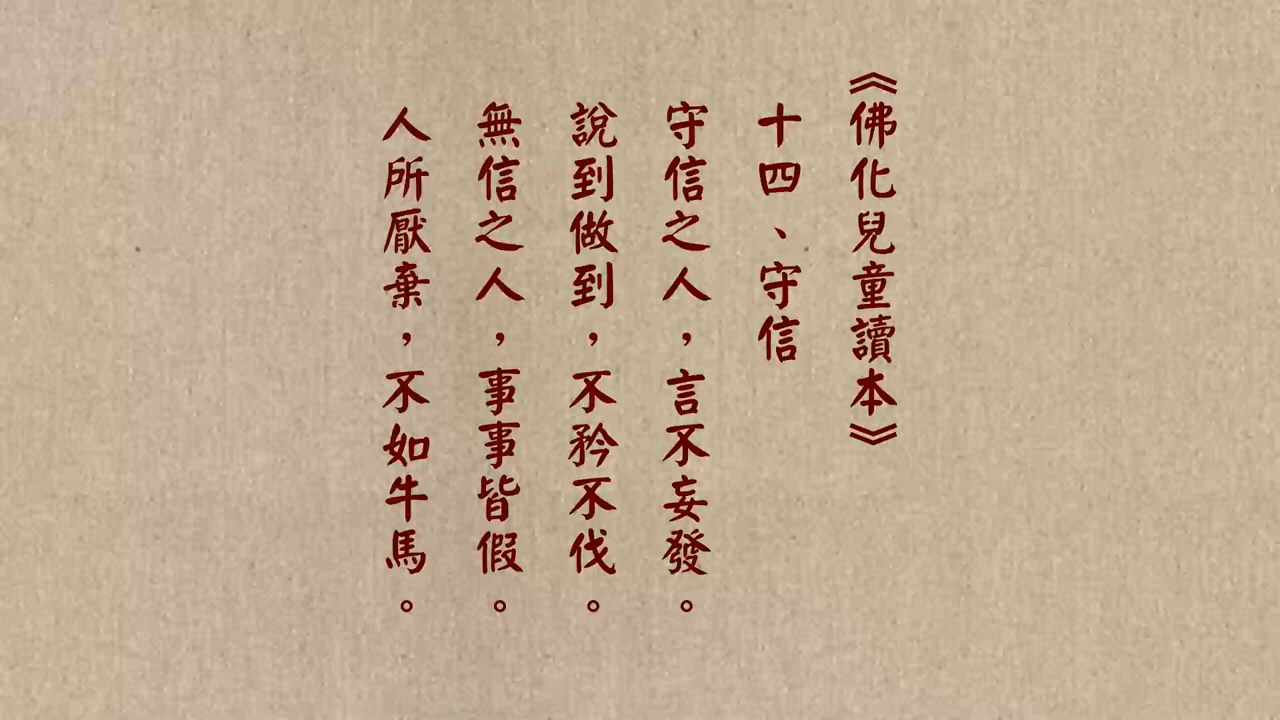 《佛化兒童讀本》
十四、守信
守信之人，言不妄發。
說到做到，不矜不伐。
無信之人，事事皆假。
人所厭棄，不如牛馬。